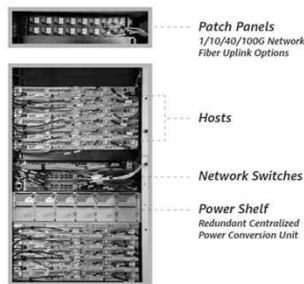 Patch Panels
1/10/40/100G Network
Fiber Uplink Options
Hosts
Network Switches
Power Shelf
Redundant Centralized
Power Conversion Unit